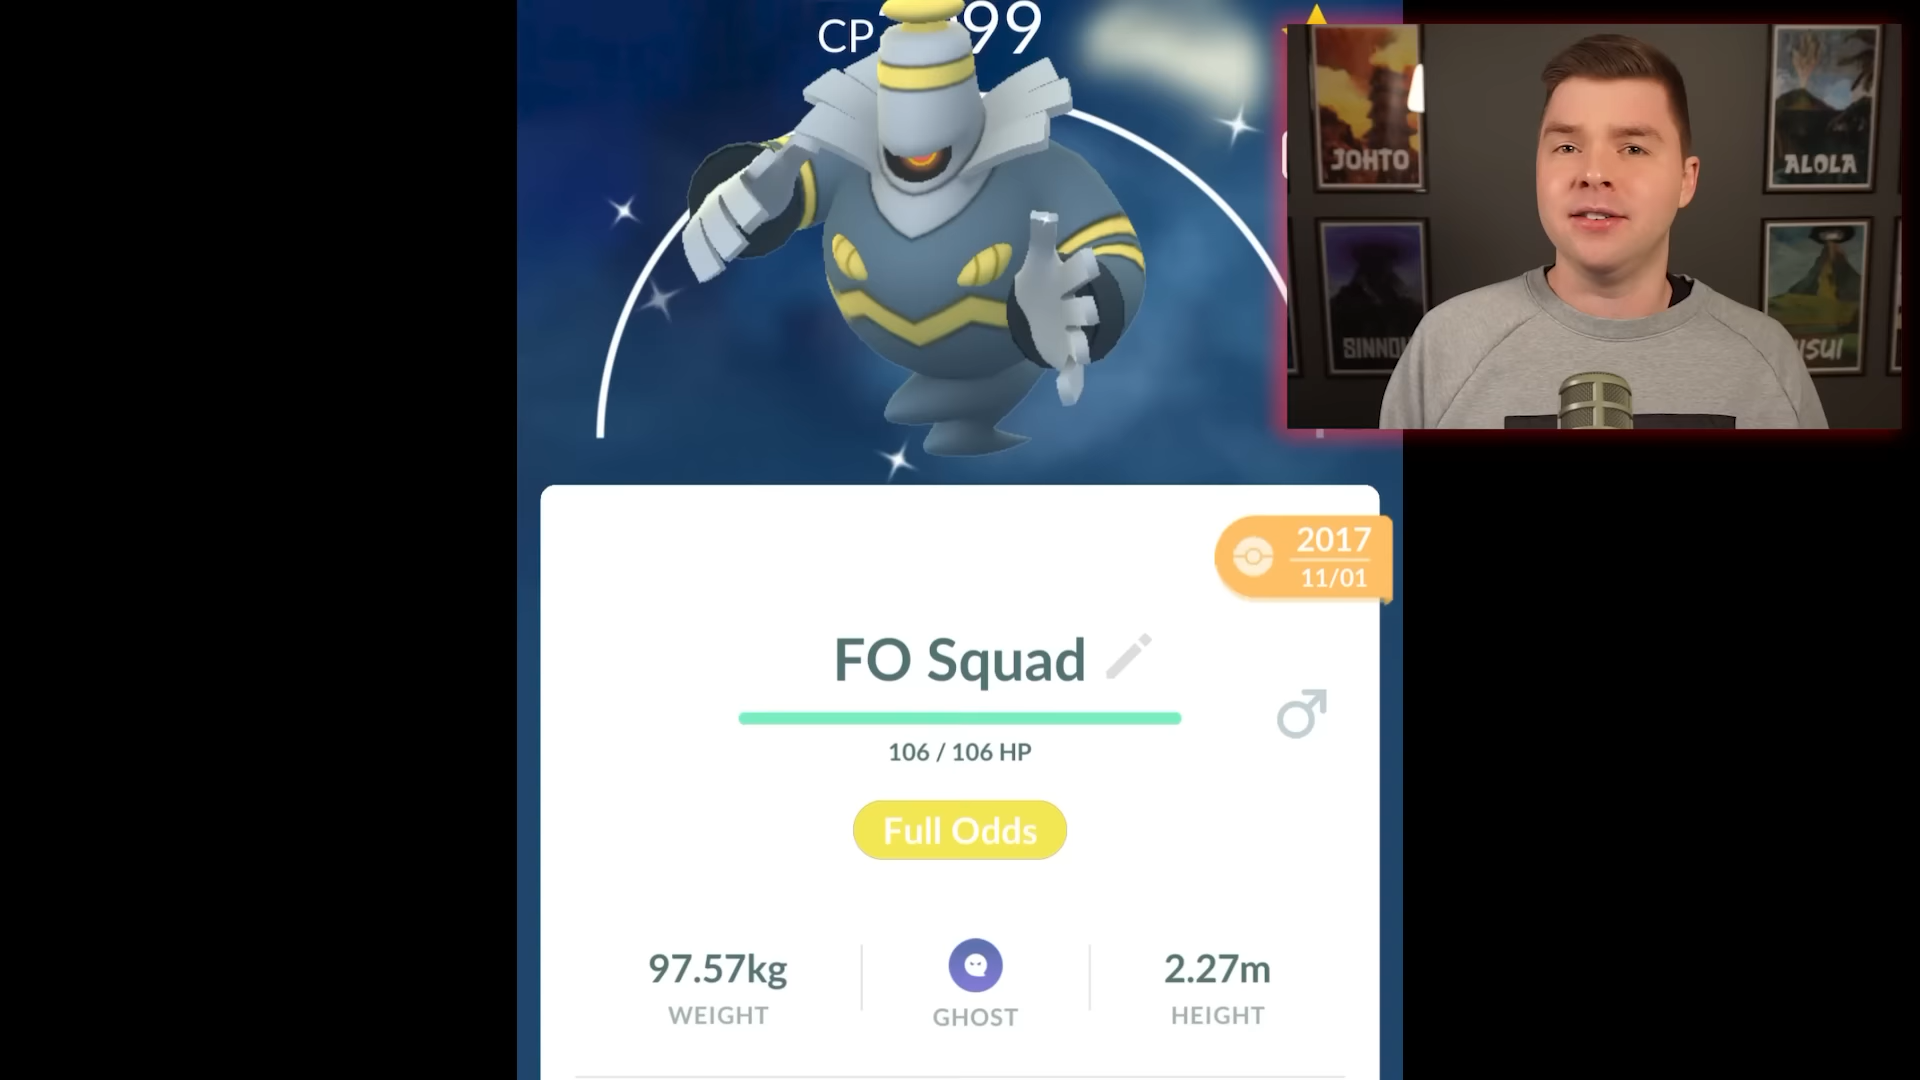 CP
99
JOHTO
ALOLA
SINNO
ISUI
2017
11/01
FO Squad
106 / 106 HP
Full Odds
97.57kg
WEIGHT
GHOST
2.27m
HEIGHT